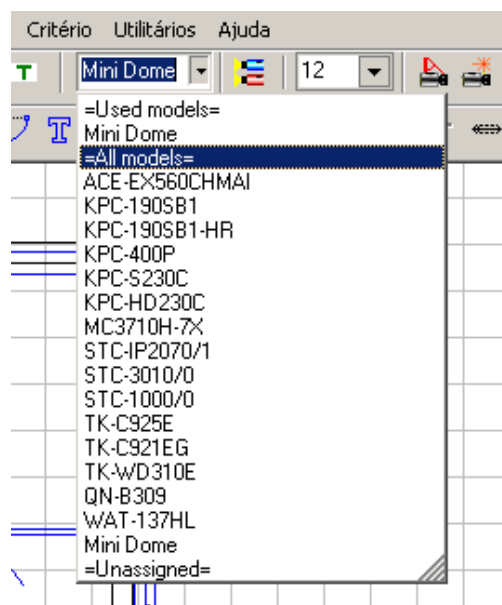 Critério Utilitários Ajuda
T Mini Dome 12
T
=Used models=
Mini Dome
=All models=
ACE-EX560CHMAI
KPC-190SB1
KPC-190SB1-HR
KPC-400P
KPC-S230C
KPC-HD230C
MC3710H-7X
STC-IP2070/1
STC-3010/0
STC-1000/0
TK-C925E
TK-C921EG
TK-WD310E
QN-B309
WAT-137HL
Mini Dome
=Unassigned=